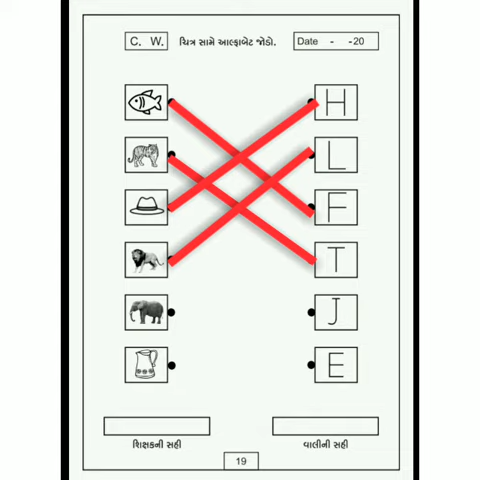 C. W. ચિત્ર સામે આલ્ફાબેટ જોડો. Date - -20
H
L
F
T
J
E
શિક્ષકની સહી વાલીની સહી
19